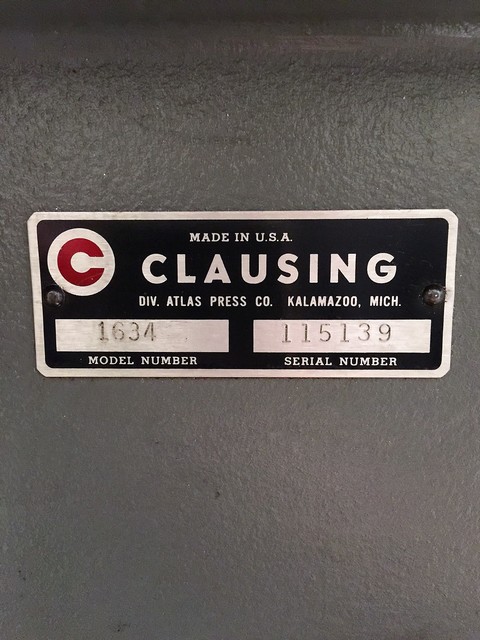 MADE IN U.S.A.
C CLAUSING
DIV. ATLAS PRESS CO. KALAMAZOO, MICH.
1634 115139
MODEL NUMBER SERIAL NUMBER